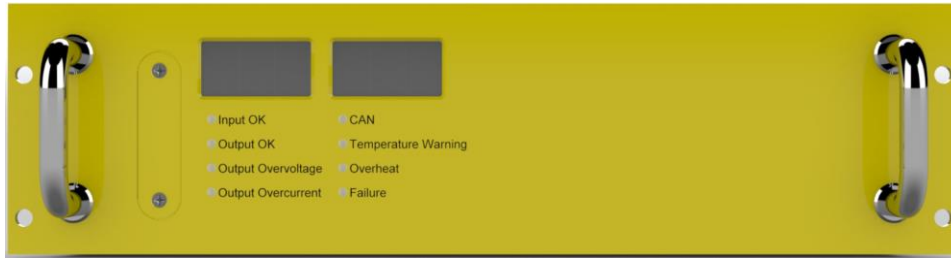 Input OK
CAN
Output OK
Temperature Warning
Output Overvoltage
Overheat
Output Overcurrent
Failure